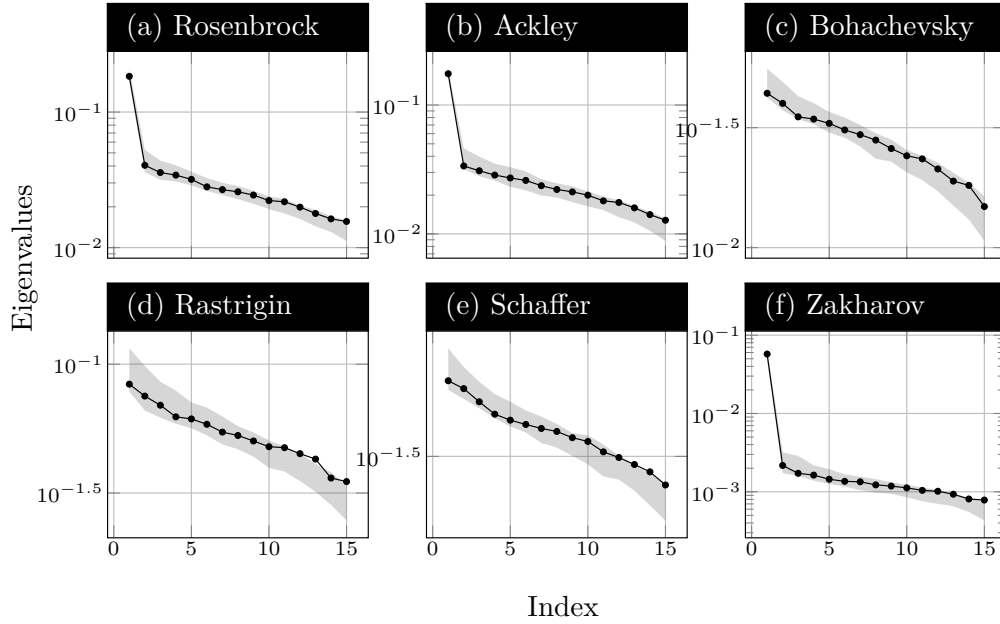 (a) Rosenbrock
(b) Ackley
(c) Bohachevsky
10^{-1}
10^{-2}
10^{-1}
10^{-2}
10^{-1.5}
10^{-2}
Eigenvalues
(d) Rastrigin
(e) Schaffer
(f) Zakharov
10^{-1}
10^{-1.5}
10^{-1.5}
10^{-1}
10^{-2}
10^{-3}
0 5 10 15
0 5 10 15
0 5 10 15
Index